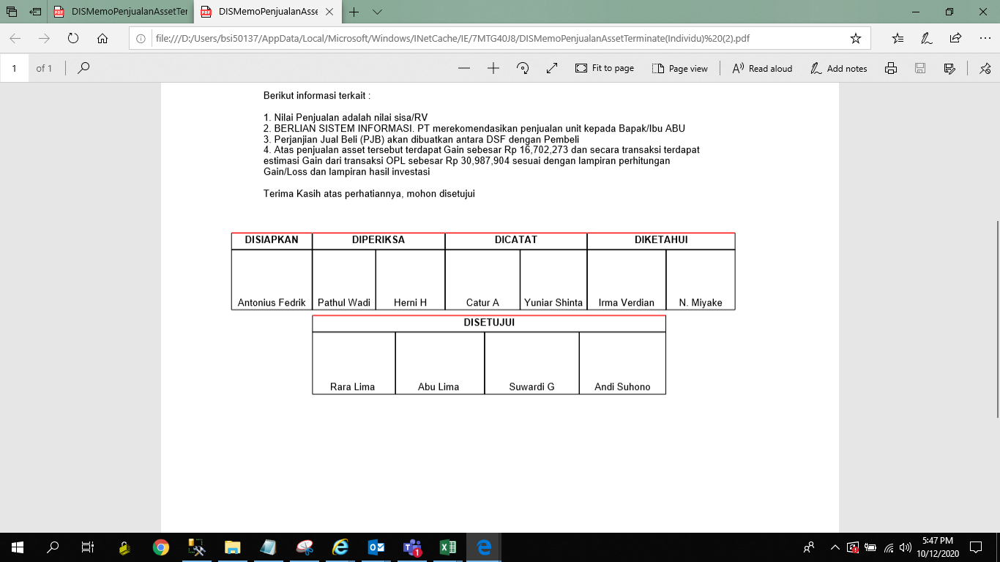 DISMemoPenjualanAssetTer
DISMemoPenjualanAsse
file:///D:/Users/bsi50137/AppData/Local/Microsoft/Windows/INetCache/IE/7MTG40J8/DISMemoPenjualanAssetTerminate(Individu)%20(2).pdf
1 of 1 Fit to page Page view Read aloud Add notes
Berikut informasi terkait :
1. Nilai Penjualan adalah nilai sisa/RV
2. BERLIAN SISTEM INFORMASI. PT merekomendasikan penjualan unit kepada Bapak/Ibu ABU
3. Perjanjian Jual Beli (PJB) akan dibuatkan antara DSF dengan Pembeli
4. Atas penjualan asset tersebut terdapat Gain sebesar Rp 16,702,273 dan secara transaksi terdapat
estimasi Gain dari transaksi OPL sebesar Rp 30,987,904 sesuai dengan lampiran perhitungan
Gain/Loss dan lampiran hasil investasi
Terima Kasih atas perhatiannya, mohon disetujui
DISIAPKAN DIPERIKSA DICATAT DIKETAHUI
Antonius Fedrik Pathul Wadi Herni H Catur A Yuniar Shinta Irma Verdian N. Miyake
DISETUJUI
Rara Lima Abu Lima Suwardi G Andi Suhono
5:47 PM
10/12/2020